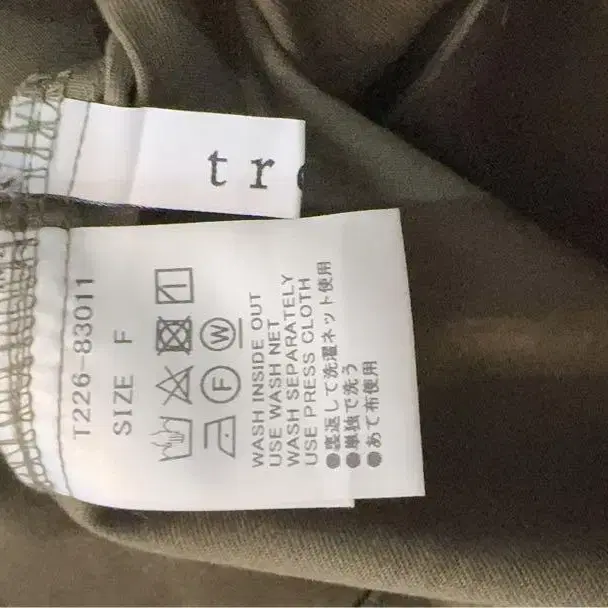 tr
T226-83011
SIZE F
F W
WASH INSIDE OUT
USE WASH NET
WASH SEPARATELY
USE PRESS CLOTH
●裏返して洗濯ネット使用
●単独で洗う
●あて布使用